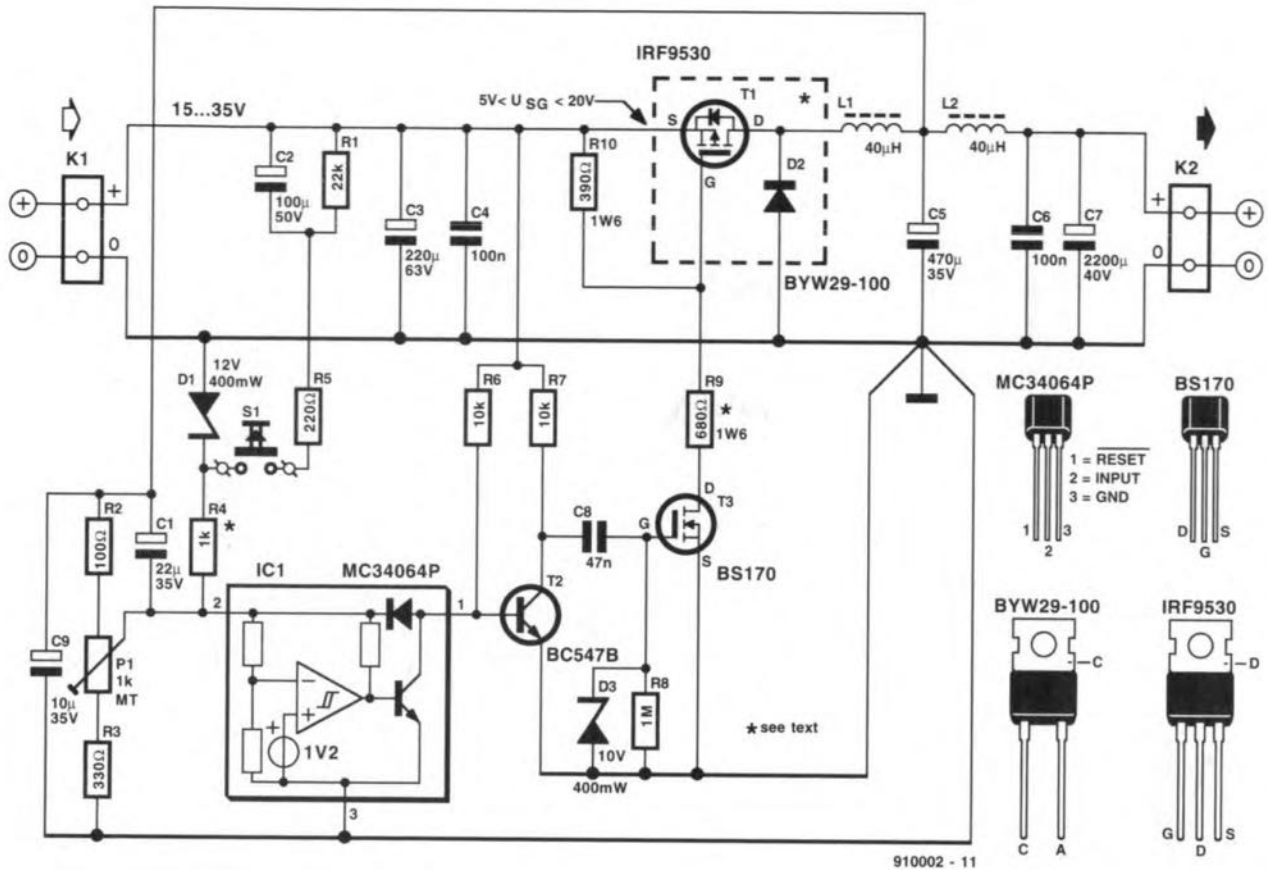 IRF9530
T1
*
5V< U SG < 20V
15...35V
S
D
G
L1
40µH
L2
40µH
K1
+
0
+
0
C2
100µ
50V
R1
22k
C3
220µ
63V
C4
100n
R10
390Ω
1W6
D2
BYW29-100
C5
470µ
35V
C6
100n
C7
2200µ
40V
K2
+
0
+
0
D1
12V
400mW
S1
R5
220Ω
R6
10k
R7
10k
R9
680Ω
*
1W6
MC34064P
1 = RESET
2 = INPUT
3 = GND
1
2
3
BS170
D
G
S
R2
100Ω
C1
22µ
35V
R4
1k
*
IC1
MC34064P
2
1
C8
47n
G
D
T3
S
BS170
T2
BC547B
C9
10µ
35V
P1
1k
MT
R3
330Ω
-
+
+
1V2
3
D3
10V
400mW
R8
1M
* see text
BYW29-100
C
C
A
IRF9530
D
G
D
S
910002 - 11